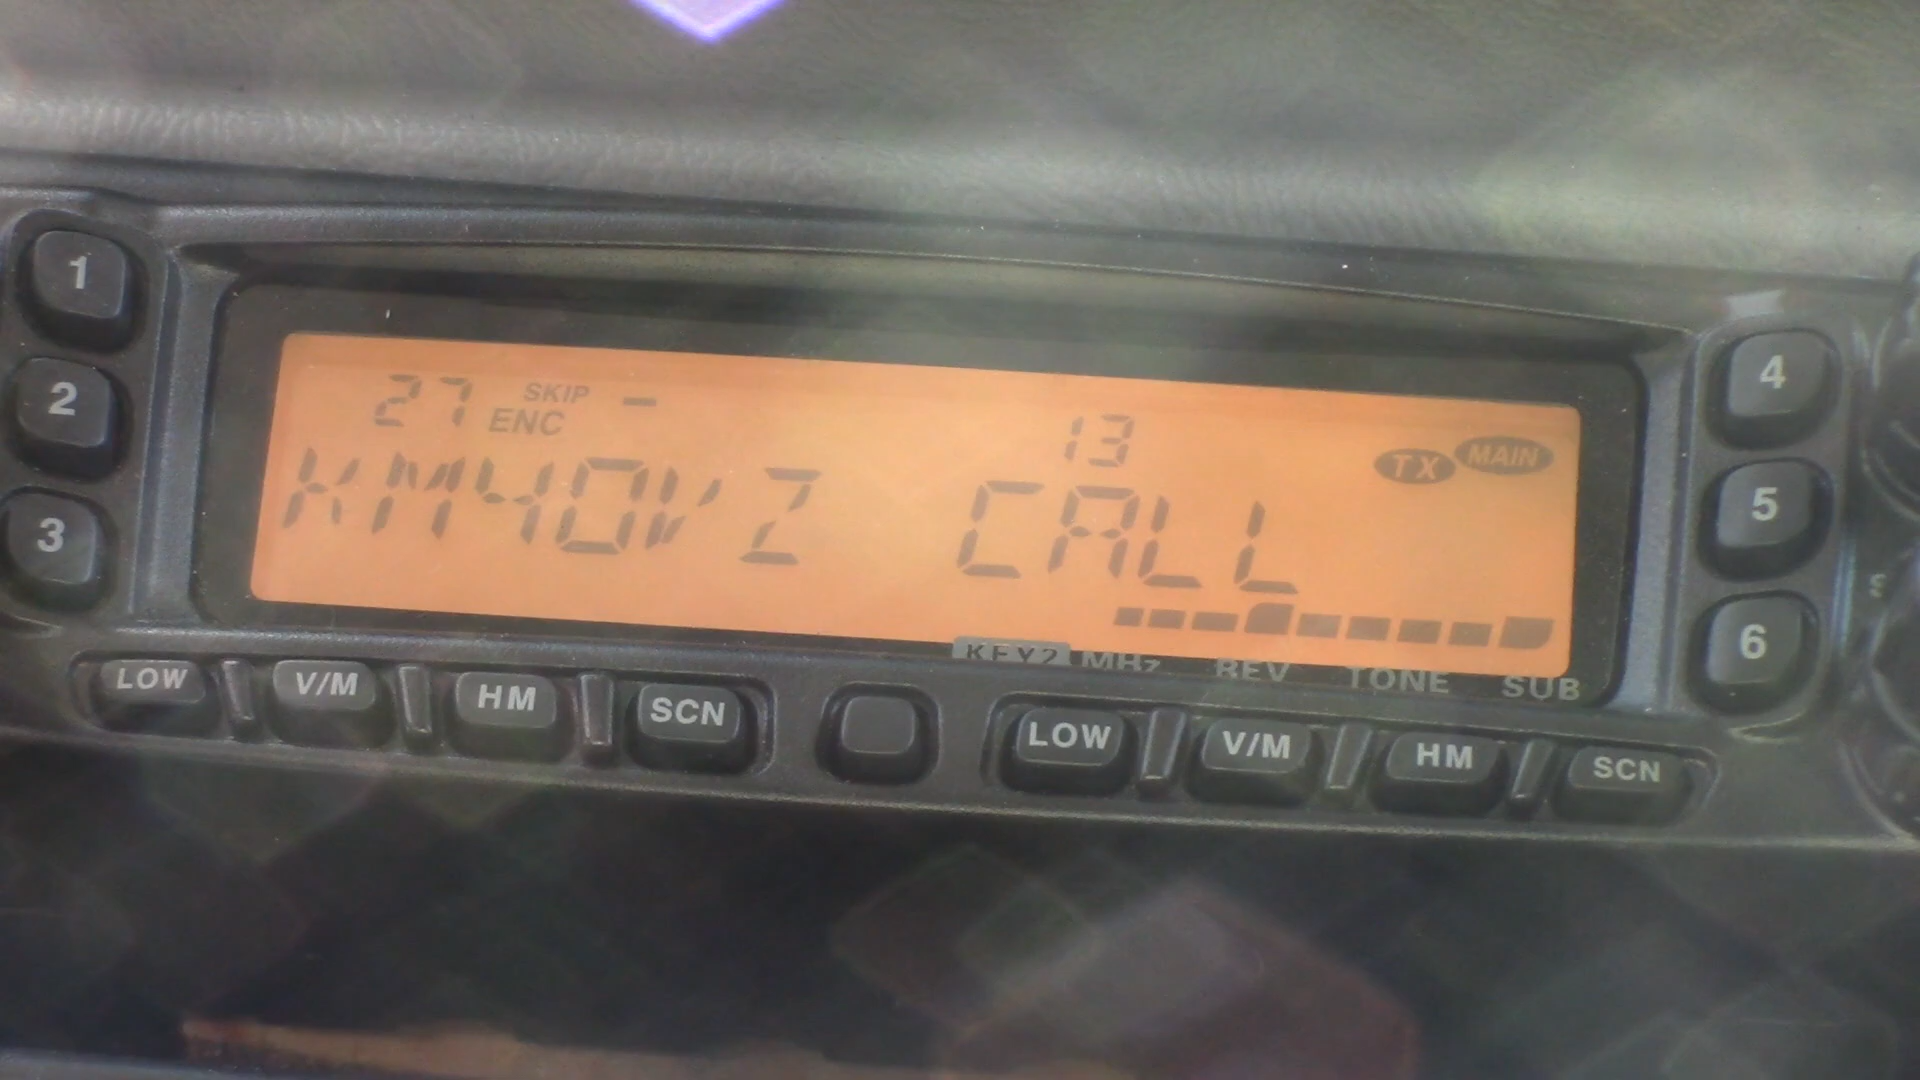 1
2
3
27 SKIP -
ENC
KM4OVZ
13
CALL
TX MAIN
KEY2 MHz REV TONE SUB
4
5
6
LOW V/M HM SCN
LOW V/M HM SCN